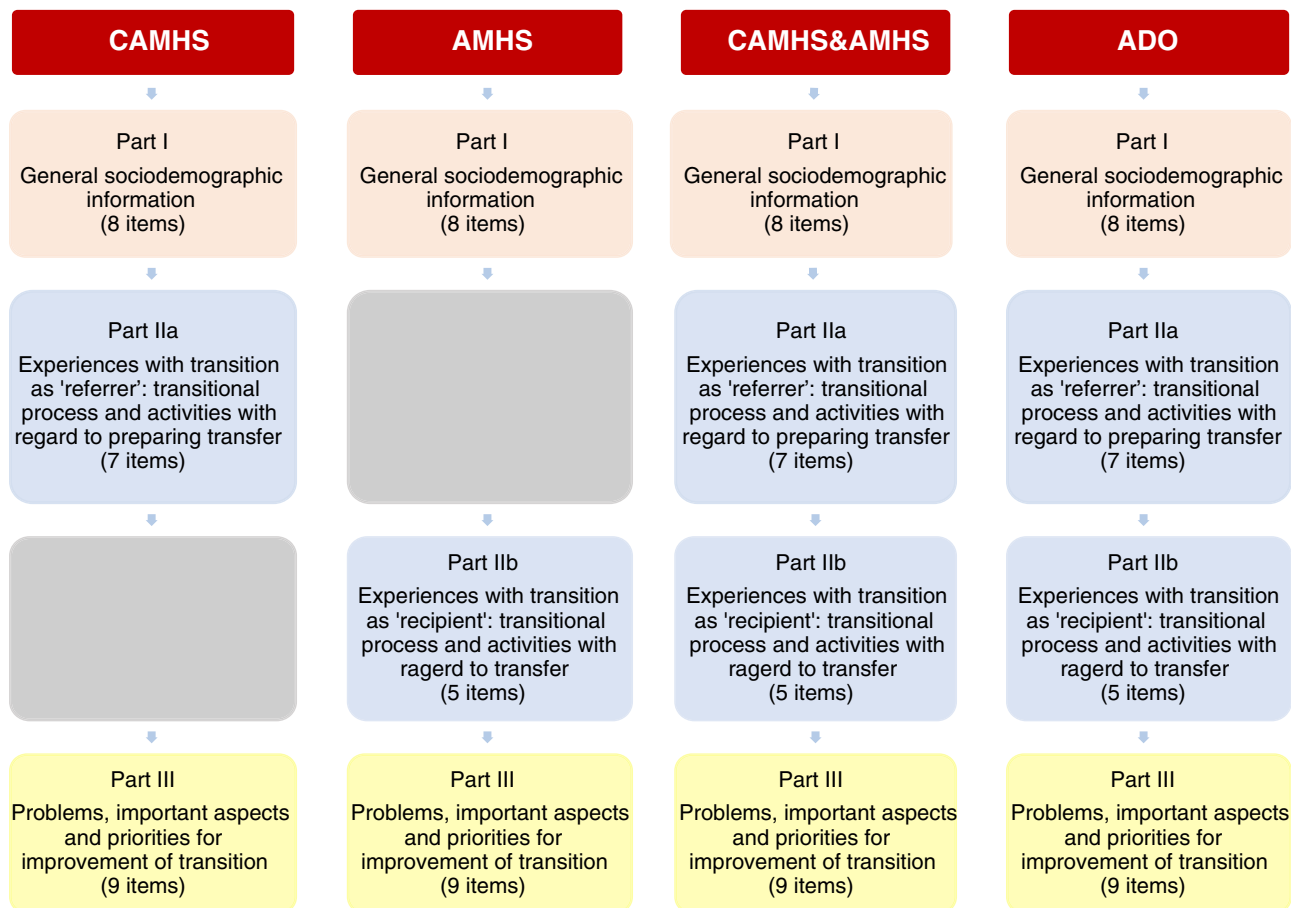 CAMHS
Part I
General sociodemographic
information
(8 items)
Part IIa
Experiences with transition
as 'referrer’: transitional
process and activities with
regard to preparing transfer
(7 items)
Part III
Problems, important aspects
and priorities for
improvement of transition
(9 items)
AMHS
Part I
General sociodemographic
information
(8 items)
Part IIb
Experiences with transition
as 'recipient': transitional
process and activities with
ragerd to transfer
(5 items)
Part III
Problems, important aspects
and priorities for
improvement of transition
(9 items)
CAMHS&AMHS
Part I
General sociodemographic
information
(8 items)
Part IIa
Experiences with transition
as 'referrer’: transitional
process and activities with
regard to preparing transfer
(7 items)
Part IIb
Experiences with transition
as 'recipient': transitional
process and activities with
ragerd to transfer
(5 items)
Part III
Problems, important aspects
and priorities for
improvement of transition
(9 items)
ADO
Part I
General sociodemographic
information
(8 items)
Part IIa
Experiences with transition
as 'referrer’: transitional
process and activities with
regard to preparing transfer
(7 items)
Part IIb
Experiences with transition
as 'recipient': transitional
process and activities with
ragerd to transfer
(5 items)
Part III
Problems, important aspects
and priorities for
improvement of transition
(9 items)